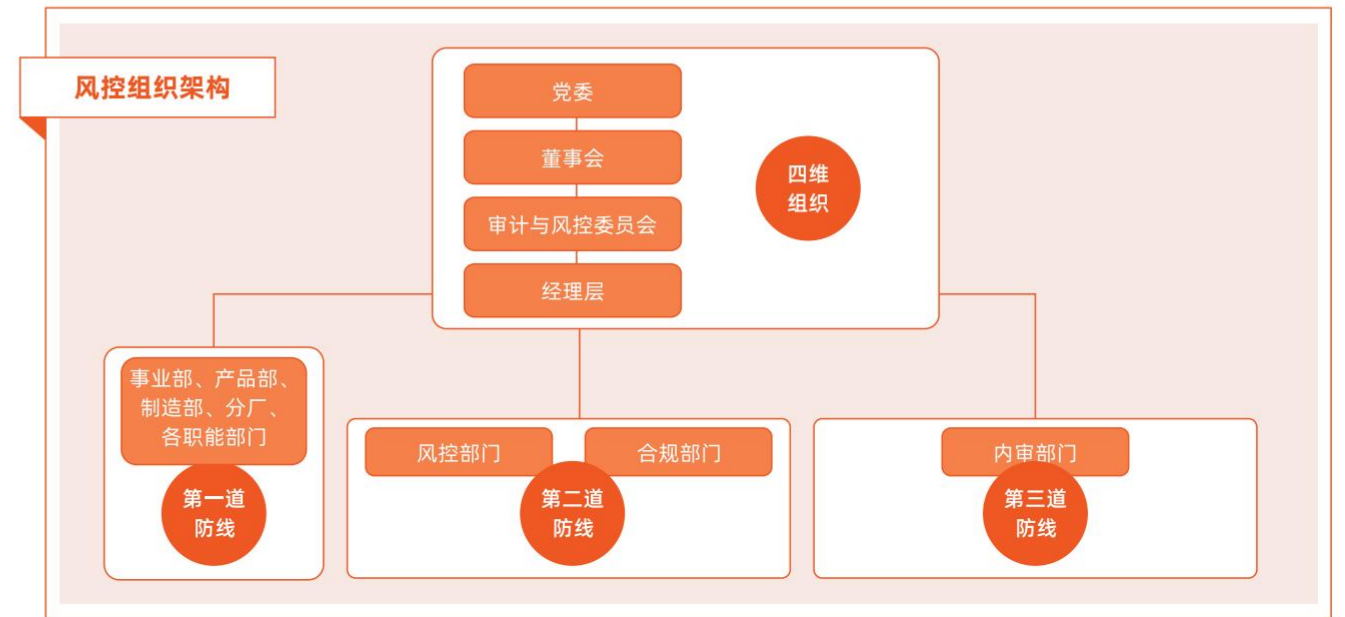 风控组织架构
党委
董事会
审计与风控委员会
经理层
四维
组织
事业部、产品部、
制造部、分厂、
各职能部门
第一道
防线
风控部门
合规部门
第二道
防线
内审部门
第三道
防线